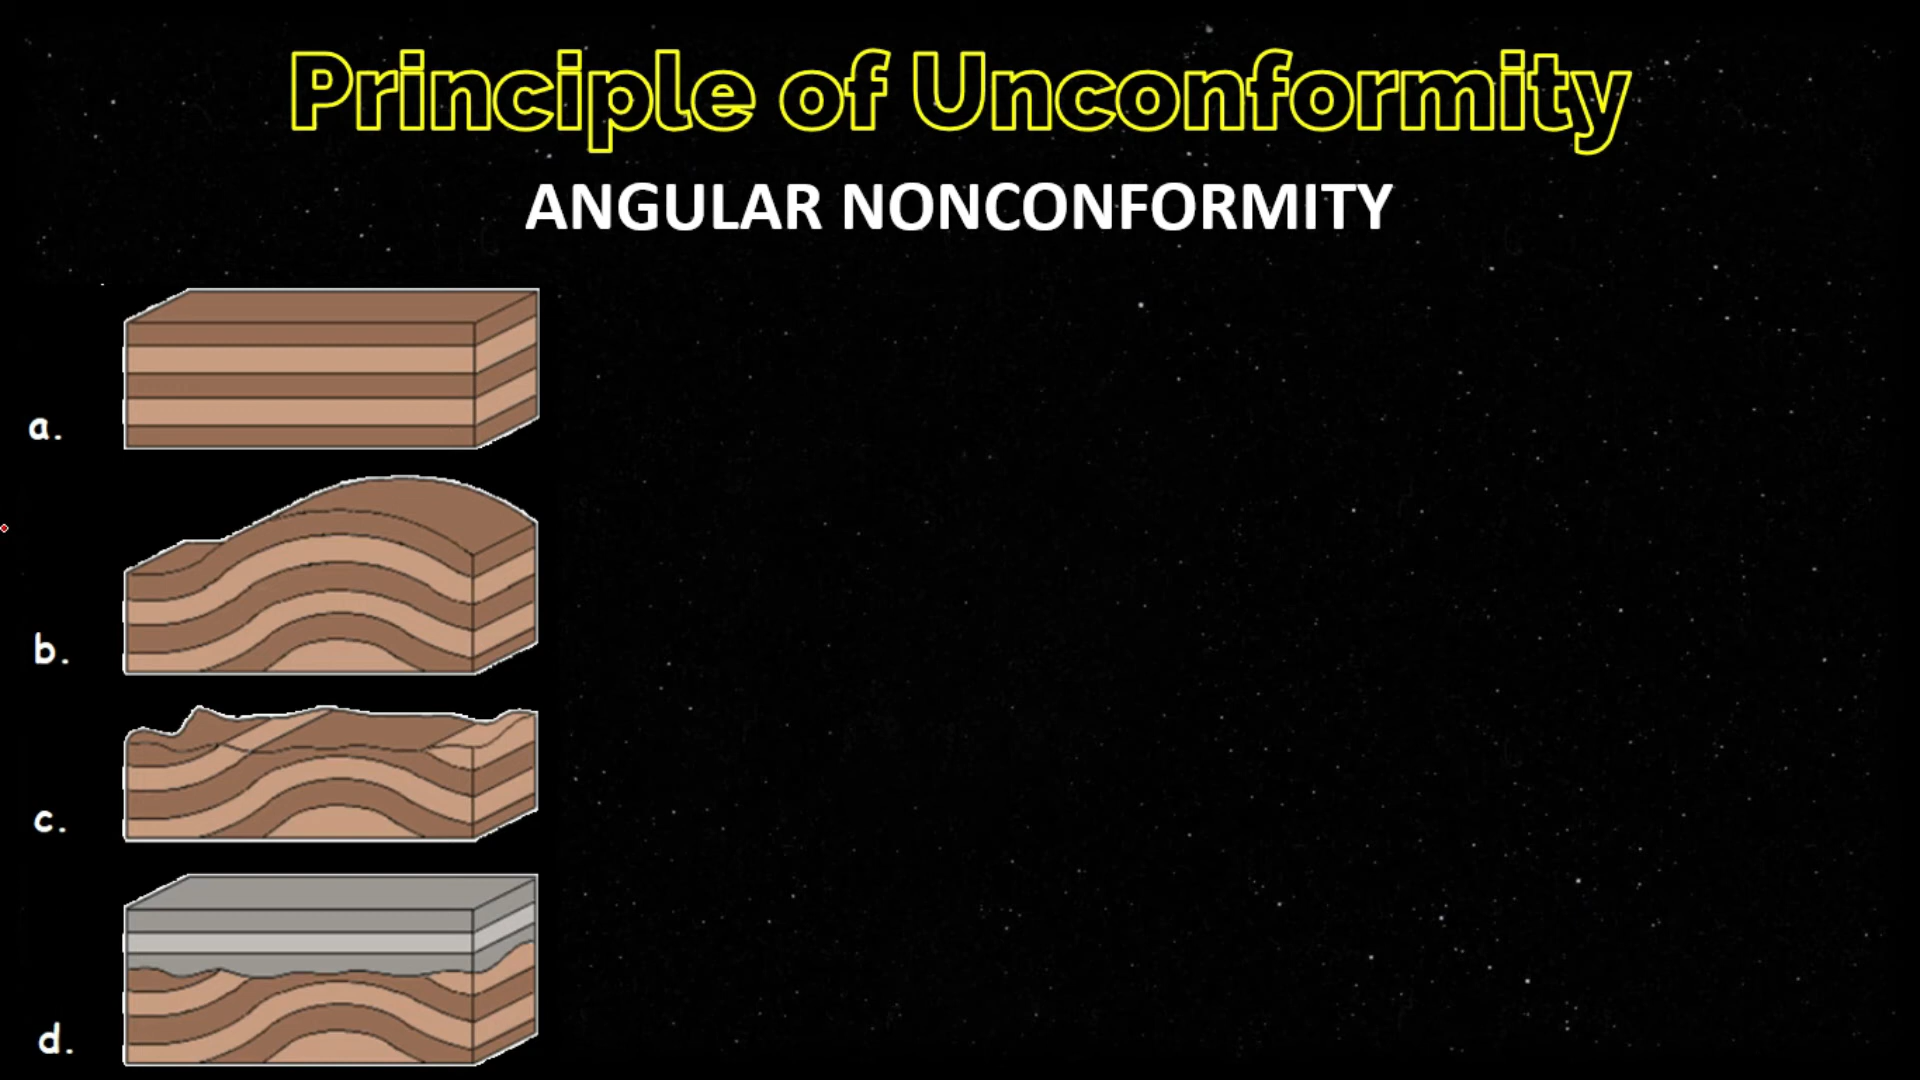 Principle of Unconformity
ANGULAR NONCONFORMITY
a.
b.
c.
d.